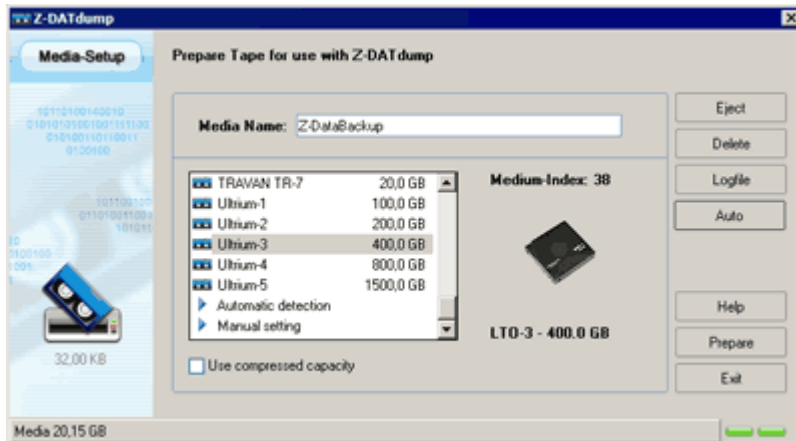 Z-DATdump
Media-Setup
Prepare Tape for use with Z-DATdump
Media Name: Z-DataBackup
TRAVAN TR-7 20,0 GB
Ultrium-1 100,0 GB
Ultrium-2 200,0 GB
Ultrium-3 400,0 GB
Ultrium-4 800,0 GB
Ultrium-5 1500,0 GB
Automatic detection
Manual setting
Use compressed capacity
Medium-Index: 38
LTO-3 - 400.0 GB
Eject
Delete
Logfile
Auto
Help
Prepare
Exit
32,00 KB
Media 20,15 GB